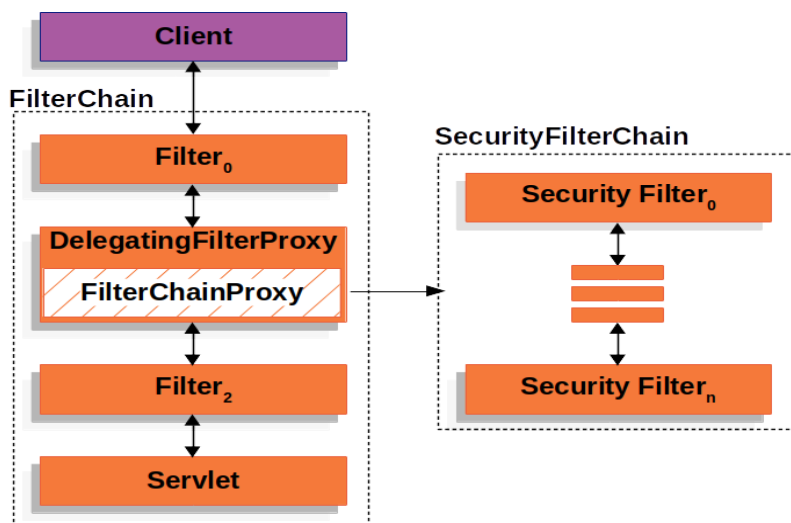 Client
FilterChain
Filter0
DelegatingFilterProxy
FilterChainProxy
Filter2
Servlet
SecurityFilterChain
Security Filter0
Security Filtern